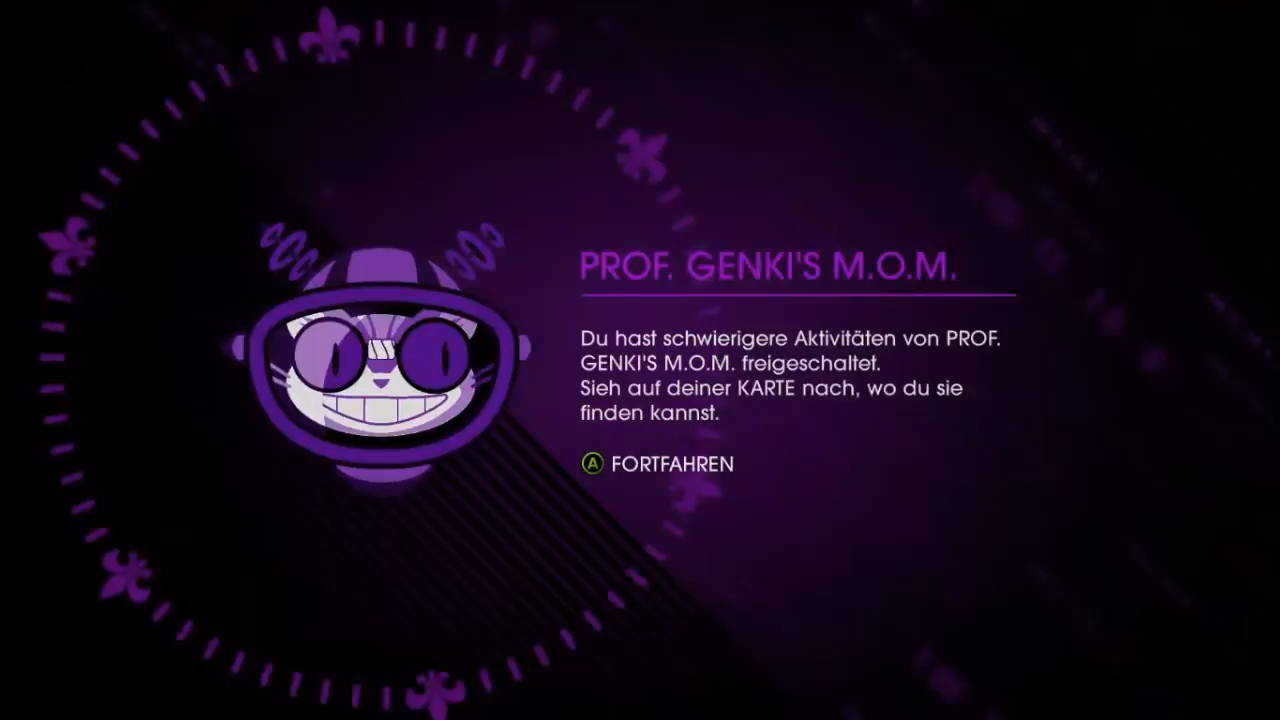 PROF. GENKI'S M.O.M.
Du hast schwierigere Aktivitäten von PROF.
GENKI'S M.O.M. freigeschaltet.
Sieh auf deiner KARTE nach, wo du sie
finden kannst.
A FORTFAHREN